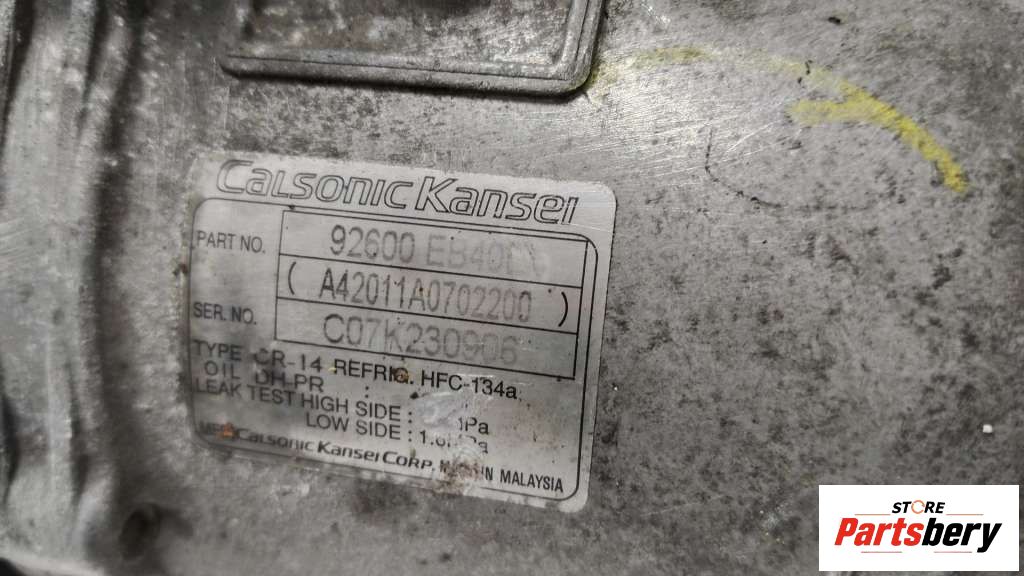 CALSONIC KANSEI
PART NO. 92600
( A42011A0702200 )
SER. NO. C07K230906
TYPE CR-14 REFRIG. HFC-134a
OIL DH-PR :
LEAK TEST HIGH SIDE :
LOW SIDE :
CALSONIC KANSEI CORP. MALAYSIA
STORE
Partsbery